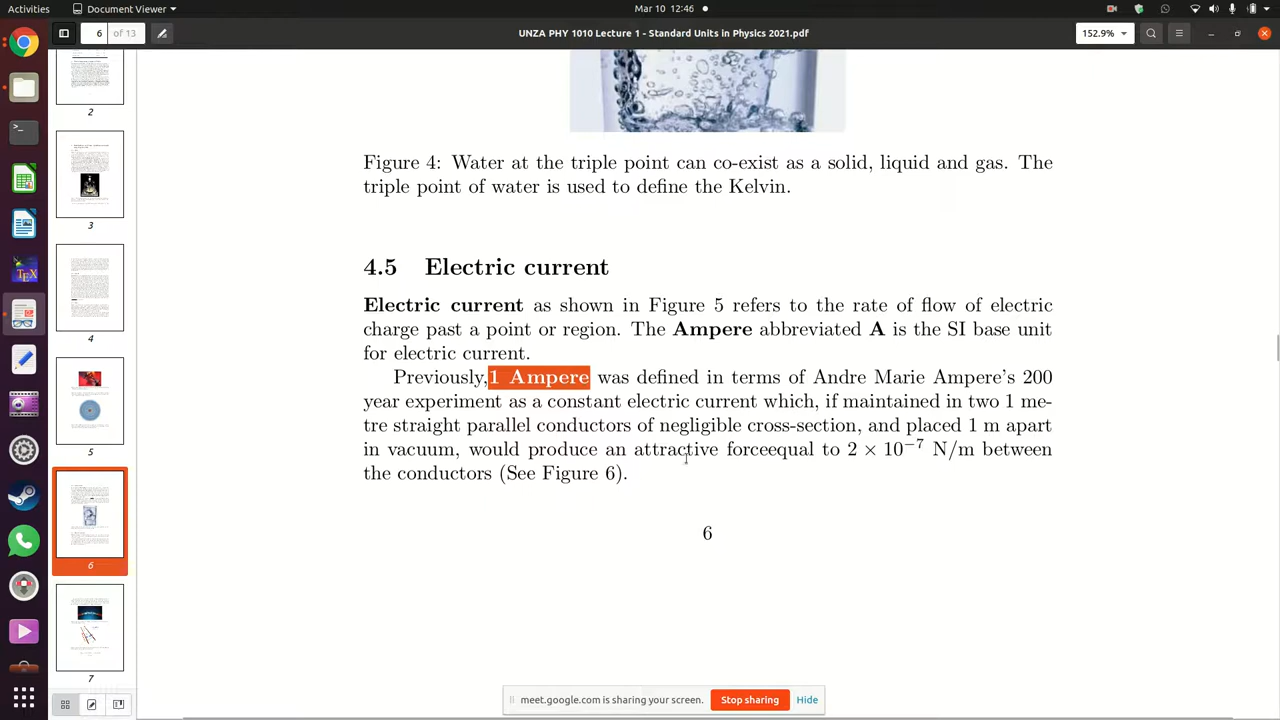 Activities
Document Viewer
Mar 10 12:46
6 of 13
UNZA PHY 1010 Lecture 1 - Standard Units in Physics 2021.pdf
152.9%
2
3
4
5
6
7
Figure 4: Water at the triple point can co-exist as a solid, liquid and gas. The
triple point of water is used to define the Kelvin.
4.5 Electric current
Electric current as shown in Figure 5 refers to the rate of flow of electric
charge past a point or region. The Ampere abbreviated A is the SI base unit
for electric current.
Previously,1 Ampere was defined in terms of Andre Marie Ampere's 200
year experiment as a constant electric current which, if maintained in two 1 me-
tre straight parallel conductors of negligible cross-section, and placed 1 m apart
in vacuum, would produce an attractive forceequal to 2 × 10⁻⁷ N/m between
the conductors (See Figure 6).
6
meet.google.com is sharing your screen.
Stop sharing
Hide